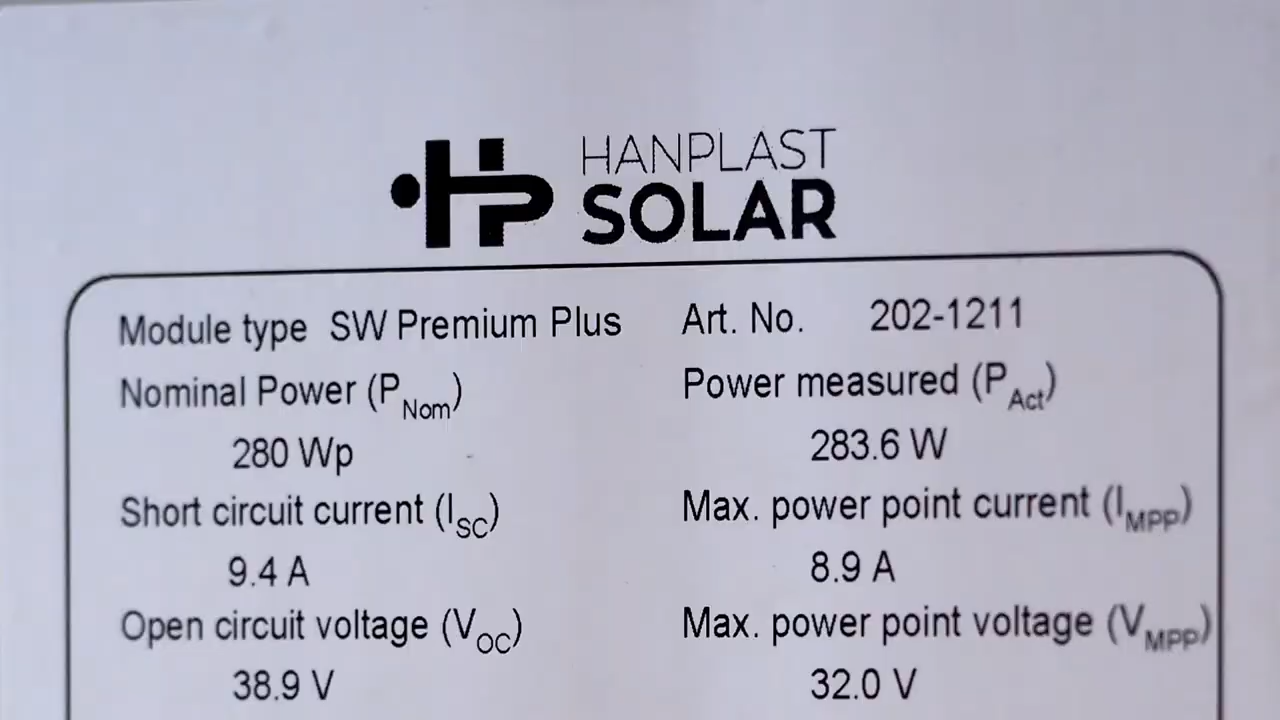 HANPLAST
SOLAR
Module type SW Premium Plus
Art. No. 202-1211
Nominal Power (PNom)
280 Wp
Power measured (PAct)
283.6 W
Short circuit current (ISC)
9.4 A
Max. power point current (IMPP)
8.9 A
Open circuit voltage (VOC)
38.9 V
Max. power point voltage (VMPP)
32.0 V